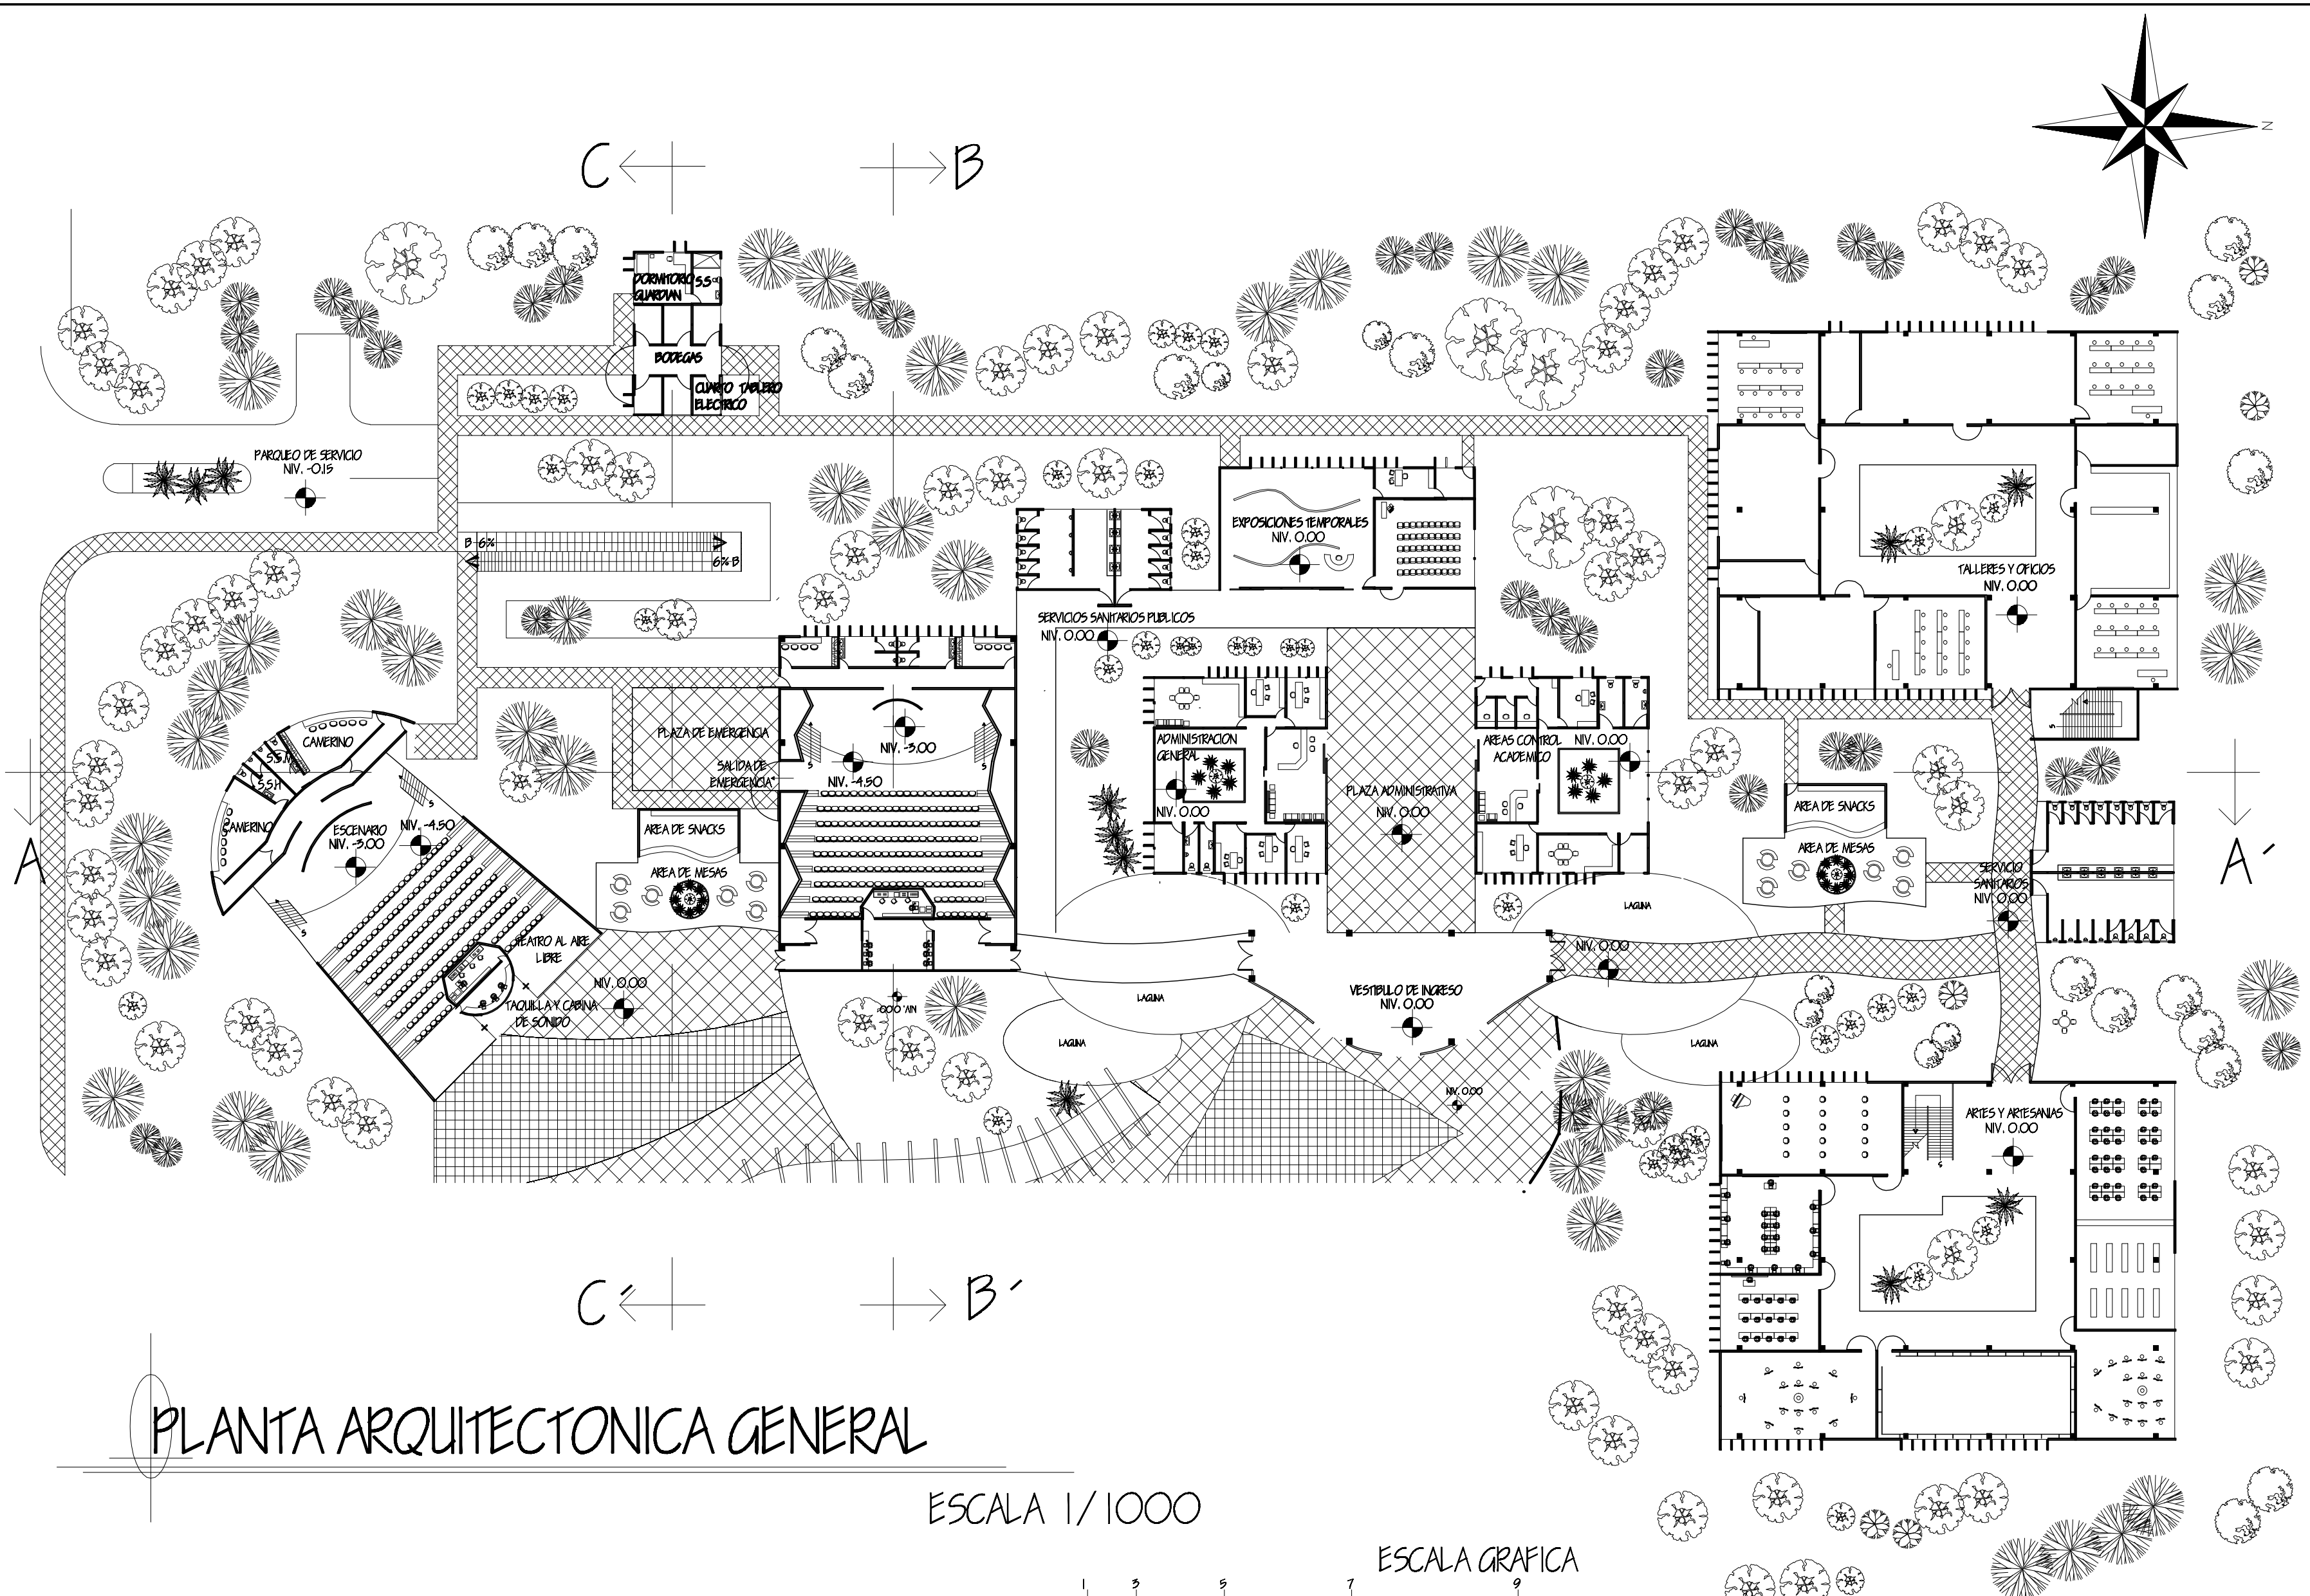 N
C
B
DORMITORIO
GUARDIAN
S.S.
BODEGAS
CUARTO TABLERO
ELECTRICO
PARQUEO DE SERVICIO
NIV. -0.15
B 6%
6% B
EXPOSICIONES TEMPORALES
NIV. 0.00
TALLERES Y OFICIOS
NIV. 0.00
SERVICIOS SANITARIOS PUBLICOS
NIV. 0.00
S
N
CAMERINO
S.S.M
S.S.H
CAMERINO
ESCENARIO
NIV. -3.00
NIV. -4.50
S
S
PLAZA DE EMERGENCIA
SALIDA DE
EMERGENCIA
NIV. -3.00
NIV. -4.50
S
S
ADMINISTRACION
GENERAL
NIV. 0.00
PLAZA ADMINISTRATIVA
NIV. 0.00
AREAS CONTROL
ACADEMICO
NIV. 0.00
AREA DE SNACKS
AREA DE MESAS
AREA DE SNACKS
AREA DE MESAS
A
A'
SERVICIO
SANITARIOS
NIV. 0.00
LAGUNA
TEATRO AL AIRE
LIBRE
NIV. 0.00
TAQUILLA Y CABINA
DE SONIDO
NIV. 0.00
NIV. 0.00
LAGUNA
VESTIBULO DE INGRESO
NIV. 0.00
LAGUNA
LAGUNA
NIV. 0.00
ARTES Y ARTESANIAS
NIV. 0.00
N
S
C'
B'
PLANTA ARQUITECTONICA GENERAL
ESCALA 1/1000
ESCALA GRAFICA
1 3 5 7 9